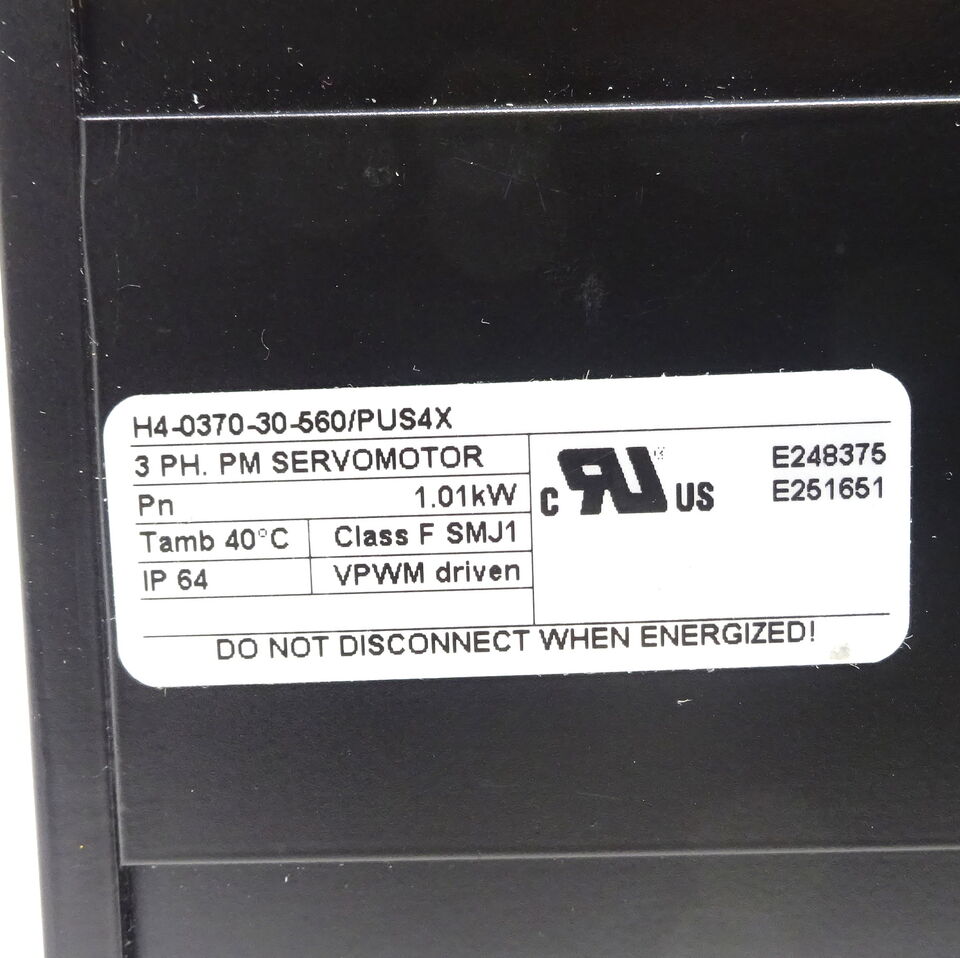 H4-0370-30-560/PUS4X
3 PH. PM SERVOMOTOR
Pn 1.01kW
Tamb 40°C Class F SMJ1
IP 64 VPWM driven
C RU US
E248375
E251651
DO NOT DISCONNECT WHEN ENERGIZED!